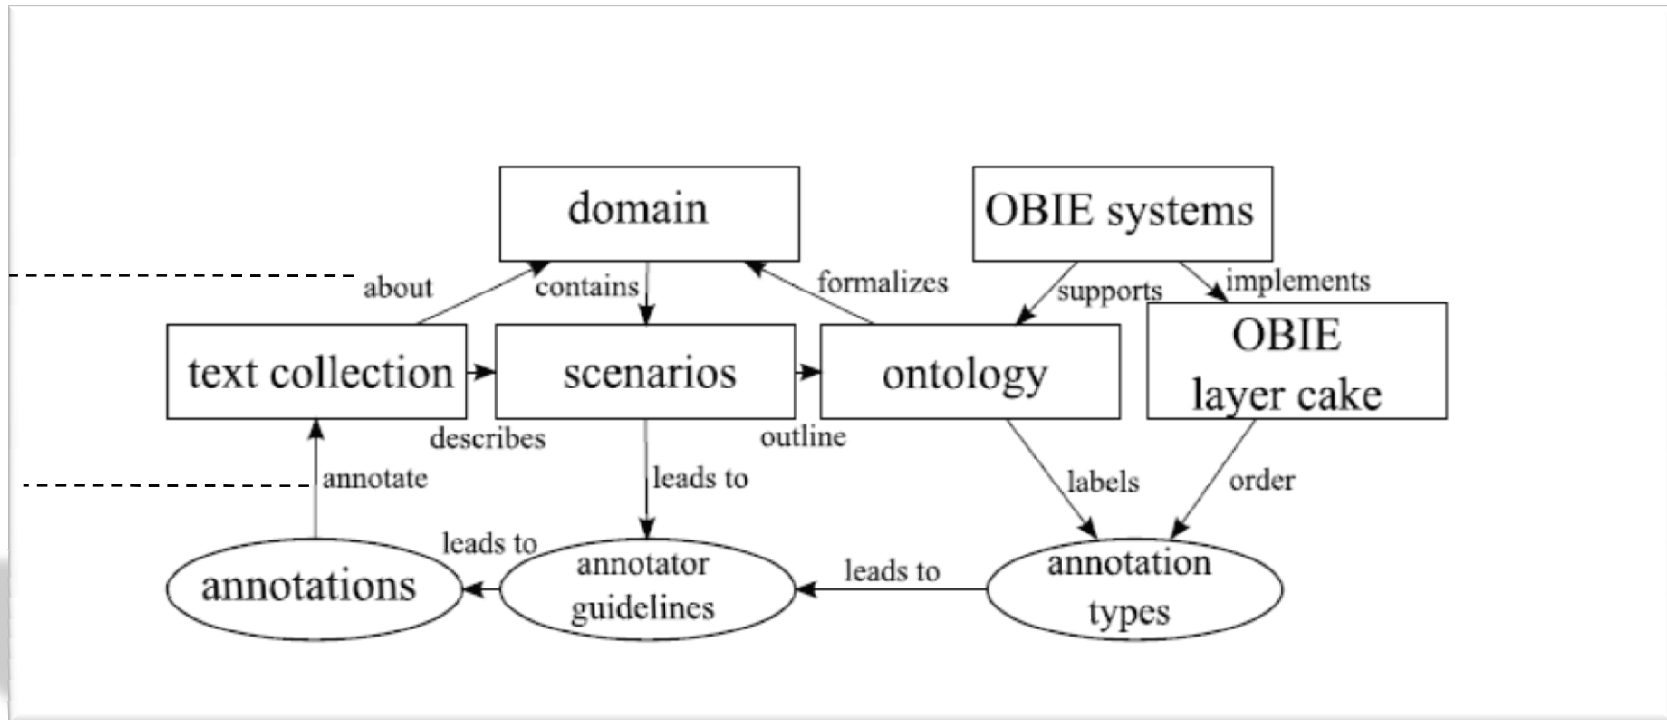 domain
OBIE systems
about
contains
formalizes
supports
implements
text collection
scenarios
ontology
OBIE
layer cake
describes
outline
annotate
leads to
labels
order
leads to
annotations
annotator
guidelines
leads to
annotation
types